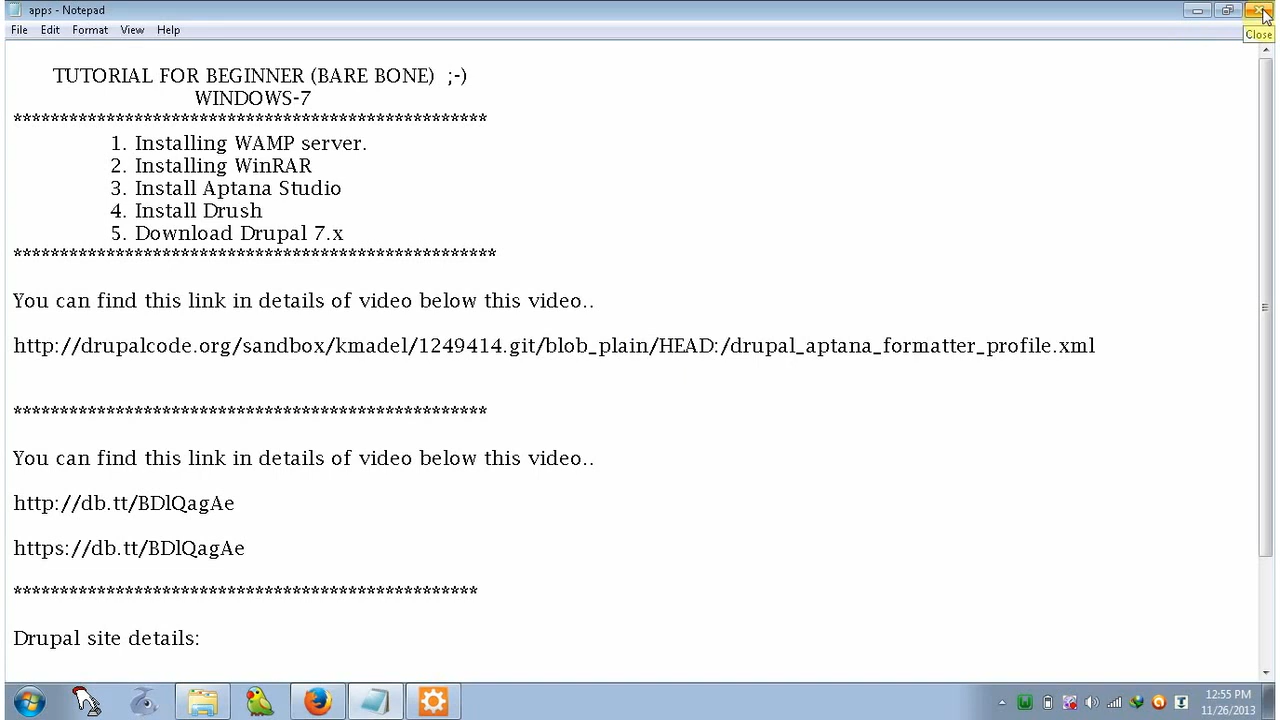 apps - Notepad
File Edit Format View Help
Close
TUTORIAL FOR BEGINNER (BARE BONE) ;-)
WINDOWS-7
***************************************************
1. Installing WAMP server.
2. Installing WinRAR
3. Install Aptana Studio
4. Install Drush
5. Download Drupal 7.x
****************************************************
You can find this link in details of video below this video..
http://drupalcode.org/sandbox/kmadel/1249414.git/blob_plain/HEAD:/drupal_aptana_formatter_profile.xml
***************************************************
You can find this link in details of video below this video..
http://db.tt/BDlQagAe
https://db.tt/BDlQagAe
**************************************************
Drupal site details:
12:55 PM
11/26/2013